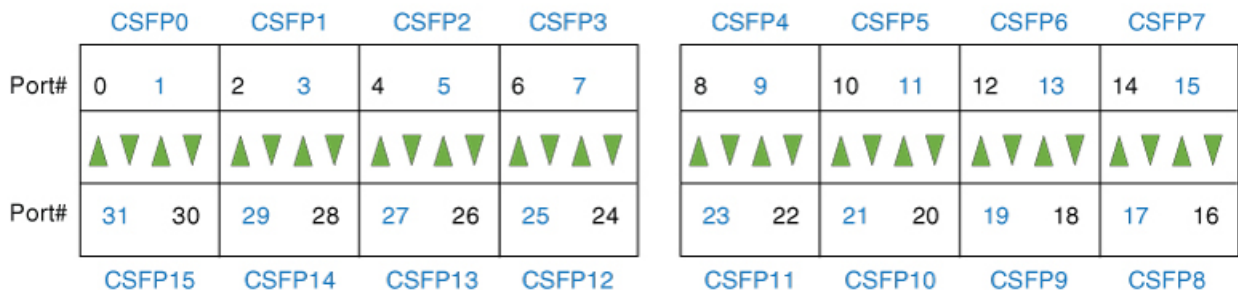 CSFP0 CSFP1 CSFP2 CSFP3 CSFP4 CSFP5 CSFP6 CSFP7
Port# 0 1 2 3 4 5 6 7 8 9 10 11 12 13 14 15
Port# 31 30 29 28 27 26 25 24 23 22 21 20 19 18 17 16
CSFP15 CSFP14 CSFP13 CSFP12 CSFP11 CSFP10 CSFP9 CSFP8